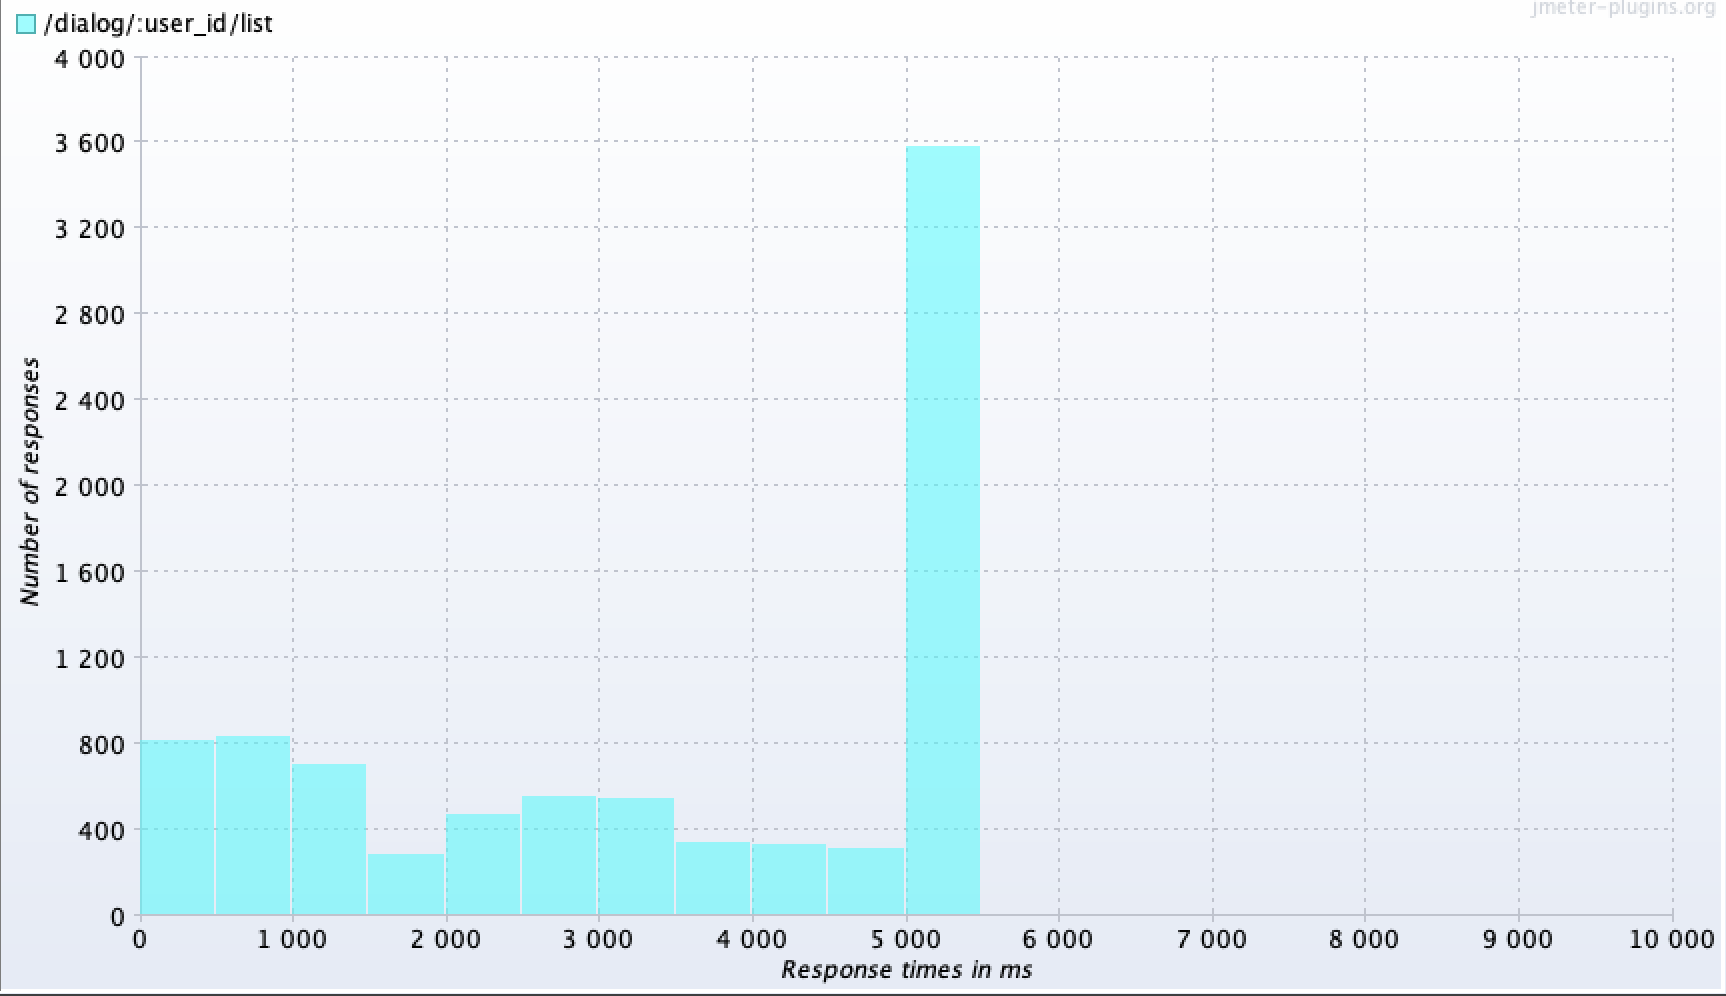 jmeter-plugins.org
/dialog/:user_id/list
4 000
3 600
3 200
2 800
2 400
2 000
1 600
1 200
800
400
0
Number of responses
0 1 000 2 000 3 000 4 000 5 000 6 000 7 000 8 000 9 000 10 000
Response times in ms